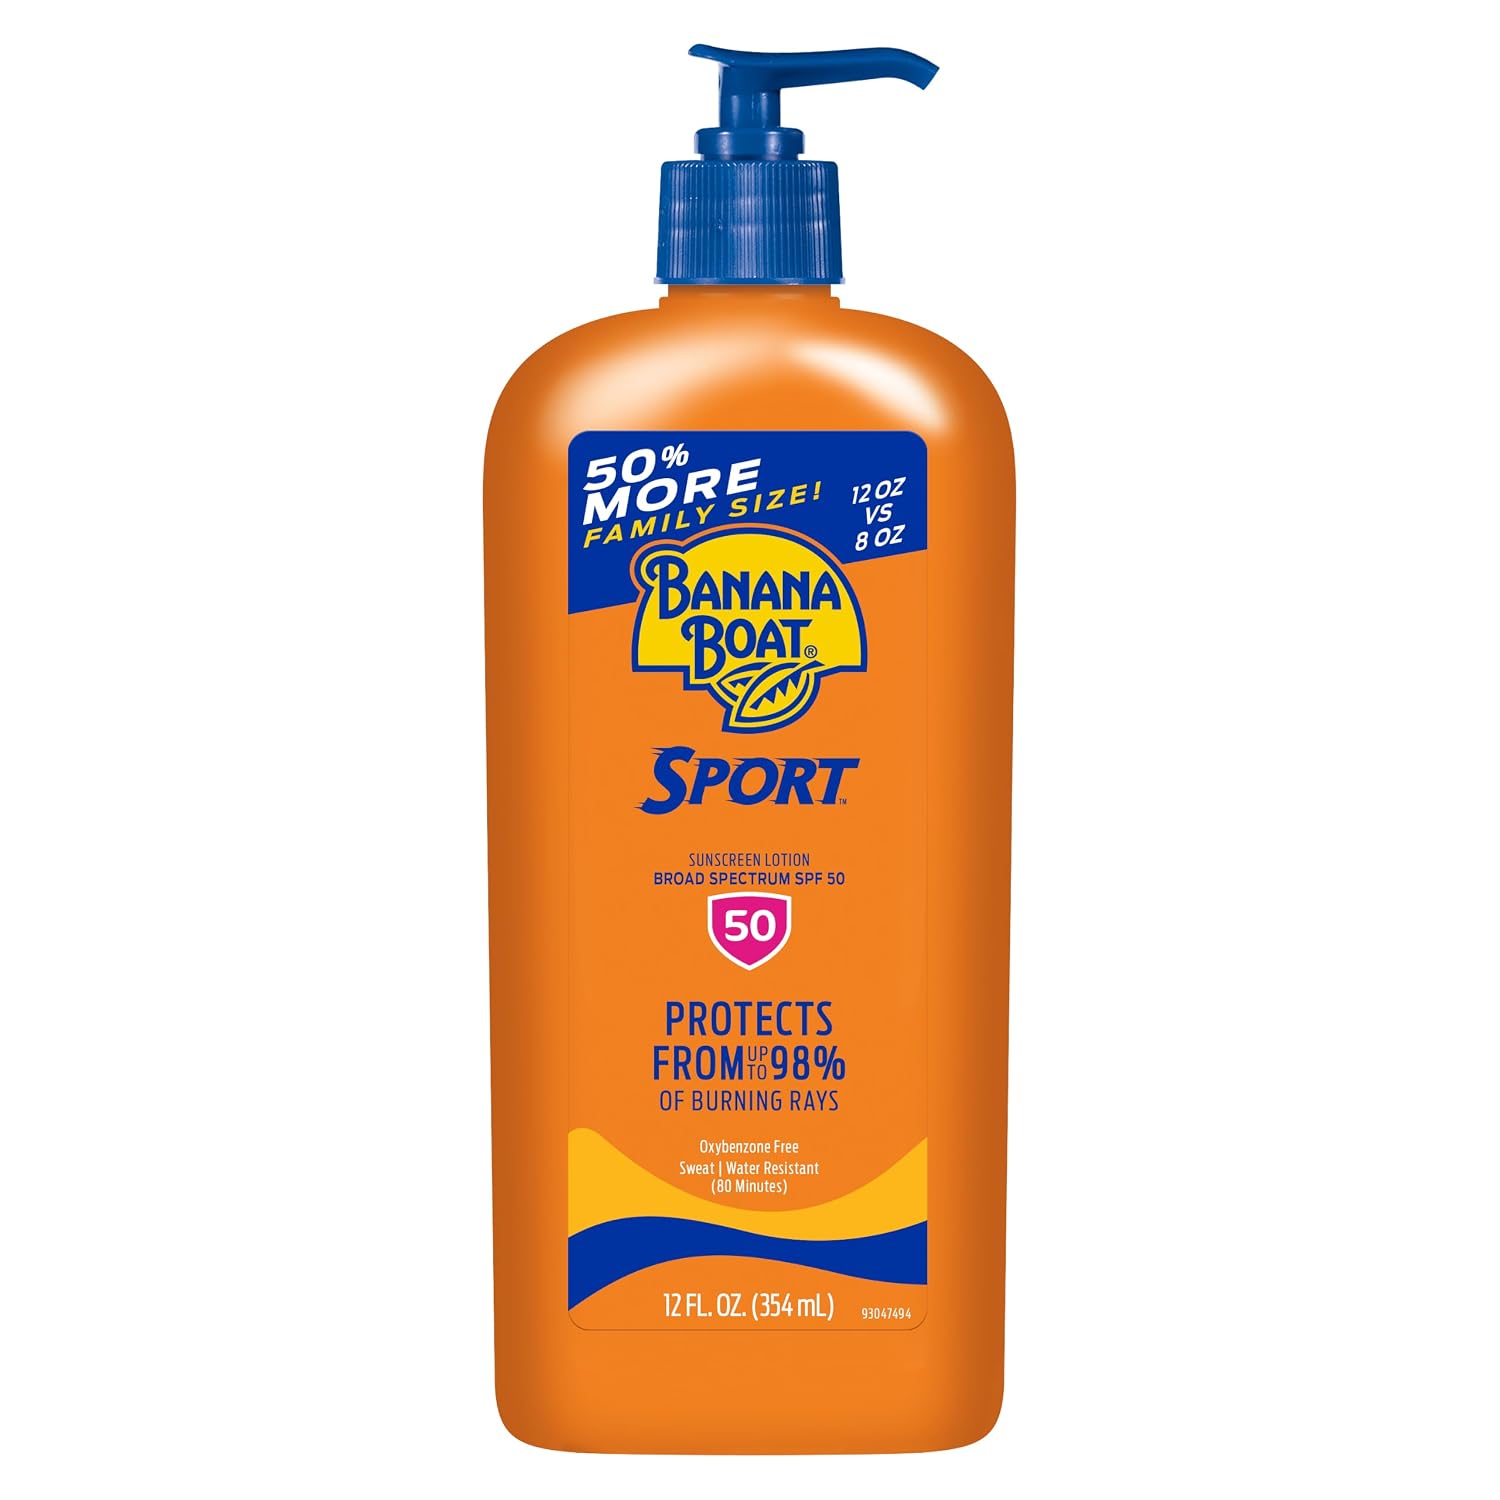 50%
MORE
FAMILY SIZE!
12 OZ
VS
8 OZ
BANANA
BOAT®
SPORT™
SUNSCREEN LOTION
BROAD SPECTRUM SPF 50
50
PROTECTS
FROM UP TO 98%
OF BURNING RAYS
Oxybenzone Free
Sweat | Water Resistant
(80 Minutes)
12 FL. OZ. (354 mL)
93047494